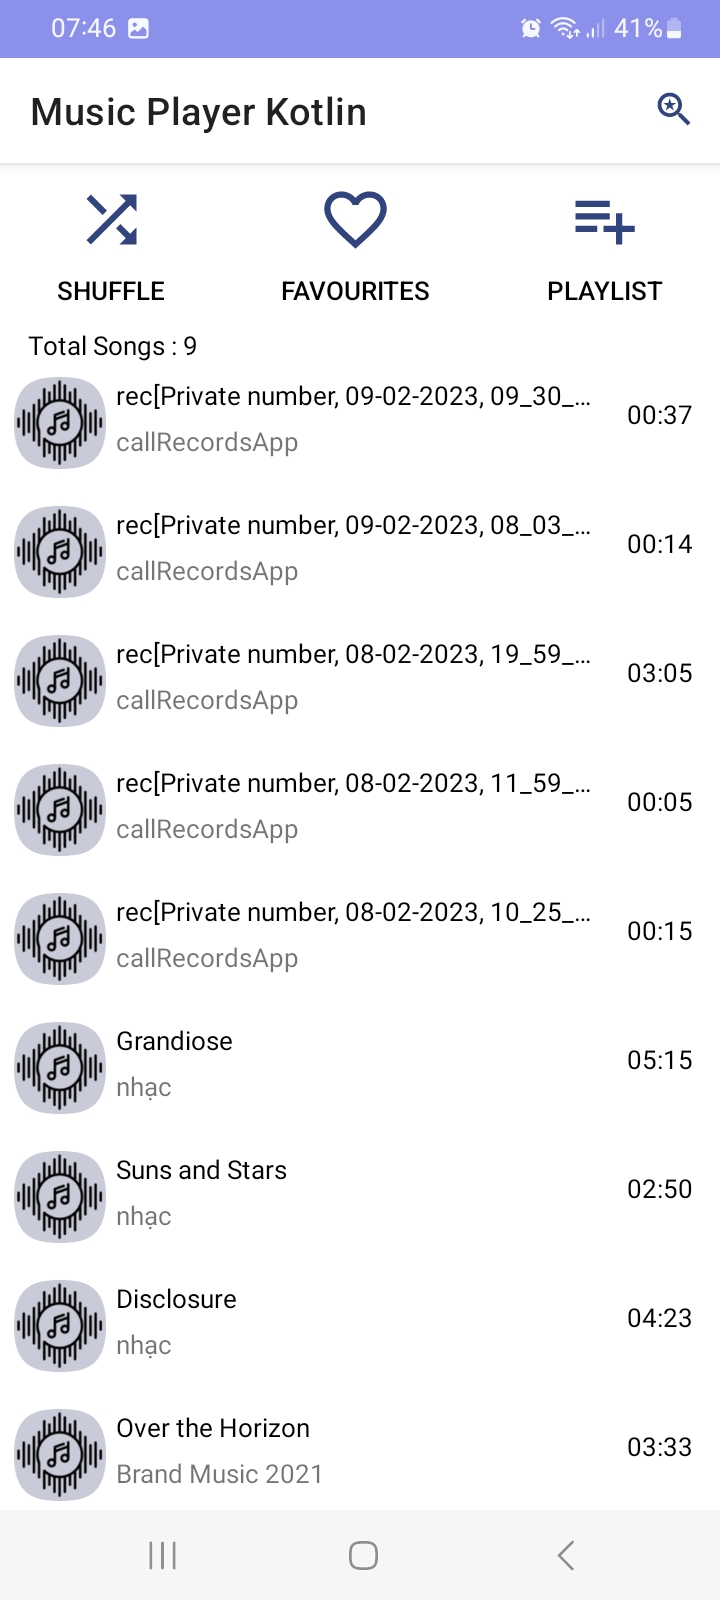 07:46
41%
Music Player Kotlin
SHUFFLE
FAVOURITES
PLAYLIST
Total Songs : 9
rec[Private number, 09-02-2023, 09_30_...
callRecordsApp
00:37
rec[Private number, 09-02-2023, 08_03_...
callRecordsApp
00:14
rec[Private number, 08-02-2023, 19_59_...
callRecordsApp
03:05
rec[Private number, 08-02-2023, 11_59_...
callRecordsApp
00:05
rec[Private number, 08-02-2023, 10_25_...
callRecordsApp
00:15
Grandiose
nhạc
05:15
Suns and Stars
nhạc
02:50
Disclosure
nhạc
04:23
Over the Horizon
Brand Music 2021
03:33